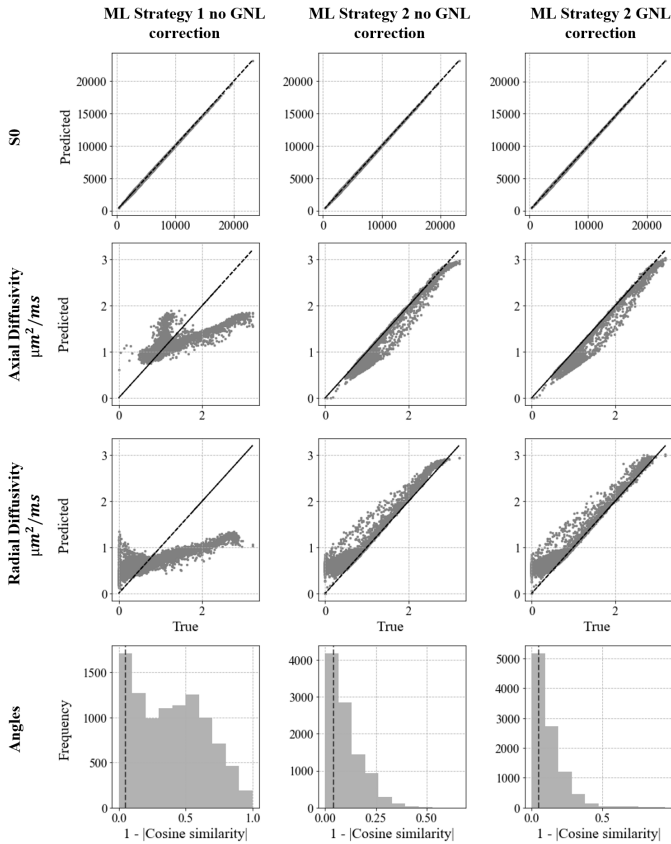 ML Strategy 1 no GNL correction
ML Strategy 2 no GNL correction
ML Strategy 2 GNL correction
S0
Predicted
20000
15000
10000
5000
0
0 10000 20000
0 10000 20000
20000
15000
10000
5000
0
0 10000 20000
20000
15000
10000
5000
0
Axial Diffusivity
μm²/ms
Predicted
3
2
1
0
0 2
3
2
1
0
0 2
3
2
1
0
0 2
Radial Diffusivity
μm²/ms
Predicted
3
2
1
0
0 2
True
3
2
1
0
0 2
True
3
2
1
0
0 2
True
Angles
Frequency
1500
1000
500
0
0.0 0.5 1.0
1 - |Cosine similarity|
4000
3000
2000
1000
0
0.00 0.25 0.50
1 - |Cosine similarity|
5000
4000
3000
2000
1000
0
0.0 0.5
1 - |Cosine similarity|